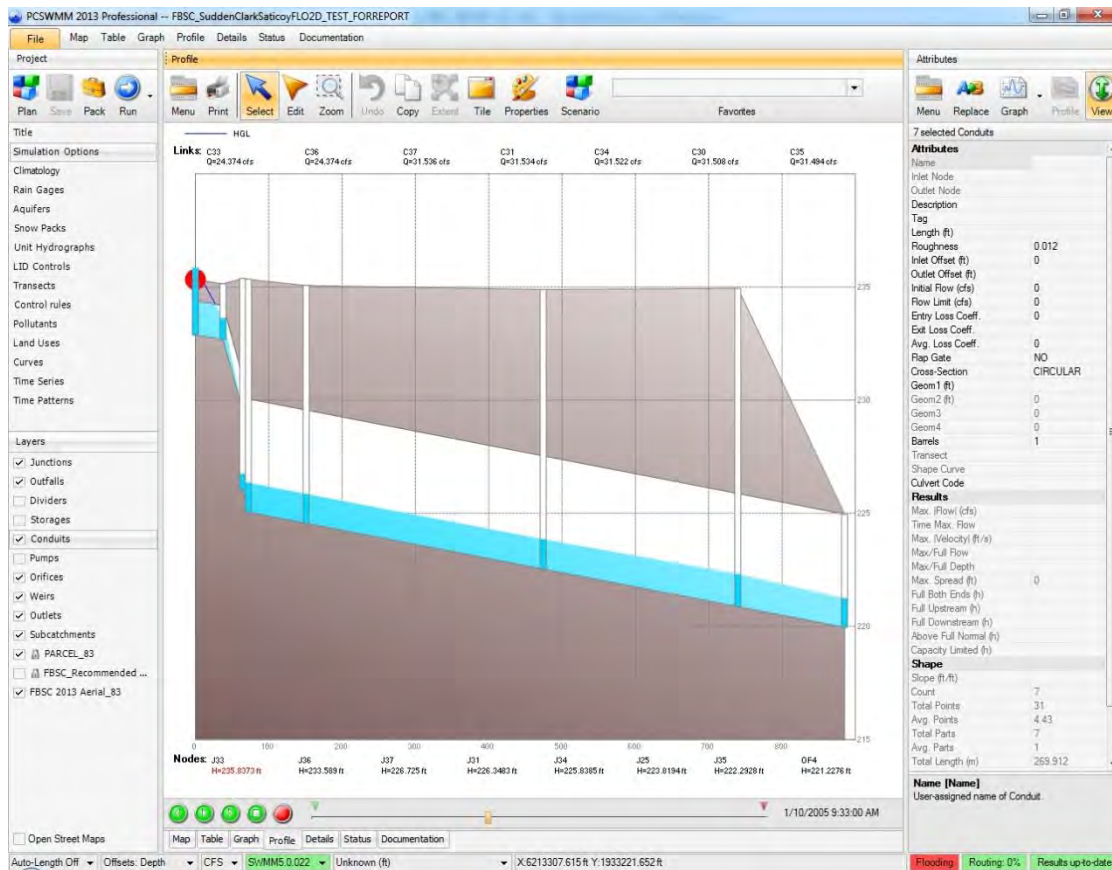 PCSWMM 2013 Professional -- FBSC_SuddenClarkSaticoyFLO2D_TEST_FORREPORT
File Map Table Graph Profile Details Status Documentation
Project
Plan Save Pack Run
Title
Simulation Options
Climatology
Rain Gages
Aquifers
Snow Packs
Unit Hydrographs
LID Controls
Transects
Control rules
Pollutants
Land Uses
Curves
Time Series
Time Patterns
Layers
Junctions
Outfalls
Dividers
Storages
Conduits
Pumps
Orifices
Weirs
Outlets
Subcatchments
PARCEL_83
FBSC_Recommended ...
FBSC 2013 Aerial_83
Open Street Maps
Profile
Menu Print Select Edit Zoom Undo Copy Extent Tile Properties Scenario Favorites
HGL
Links: C33 C36 C37 C31 C34 C30 C35
Q=24.374 cfs Q=24.374 cfs Q=31.536 cfs Q=31.534 cfs Q=31.522 cfs Q=31.508 cfs Q=31.494 cfs
235
230
225
220
215
0 100 200 300 400 500 600 700 800
Nodes: J33 J36 J37 J31 J34 J25 J35 OF4
H=235.8373 ft H=233.589 ft H=226.725 ft H=226.3483 ft H=225.8385 ft H=223.8194 ft H=222.2928 ft H=221.2276 ft
1/10/2005 9:33:00 AM
Map Table Graph Profile Details Status Documentation
Attributes
Menu Replace Graph Profile View
7 selected Conduits
Attributes
Name
Inlet Node
Outlet Node
Description
Tag
Length (ft)
Roughness 0.012
Inlet Offset (ft) 0
Outlet Offset (ft)
Initial Flow (cfs) 0
Flow Limit (cfs) 0
Entry Loss Coeff. 0
Exit Loss Coeff.
Avg. Loss Coeff. 0
Flap Gate NO
Cross-Section CIRCULAR
Geom1 (ft)
Geom2 (ft) 0
Geom3 0
Geom4 0
Barrels 1
Transect
Shape Curve
Culvert Code
Results
Max. |Flow| (cfs)
Time Max. Flow
Max. |Velocity| (ft/s)
Max/Full Flow
Max/Full Depth
Max. Spread (ft) 0
Full Both Ends (h)
Full Upstream (h)
Full Downstream (h)
Above Full Normal (h)
Capacity Limited (h)
Shape
Slope (ft/ft)
Count 7
Total Points 31
Avg. Points 4.43
Total Parts 7
Avg. Parts 1
Total Length (m) 269.912
Name [Name]
User-assigned name of Conduit.
Auto-Length Off Offsets: Depth CFS SWMM5.0.022 Unknown (ft) X:6213307.615ft Y:1933221.652ft Flooding Routing: 0% Results up-to-date